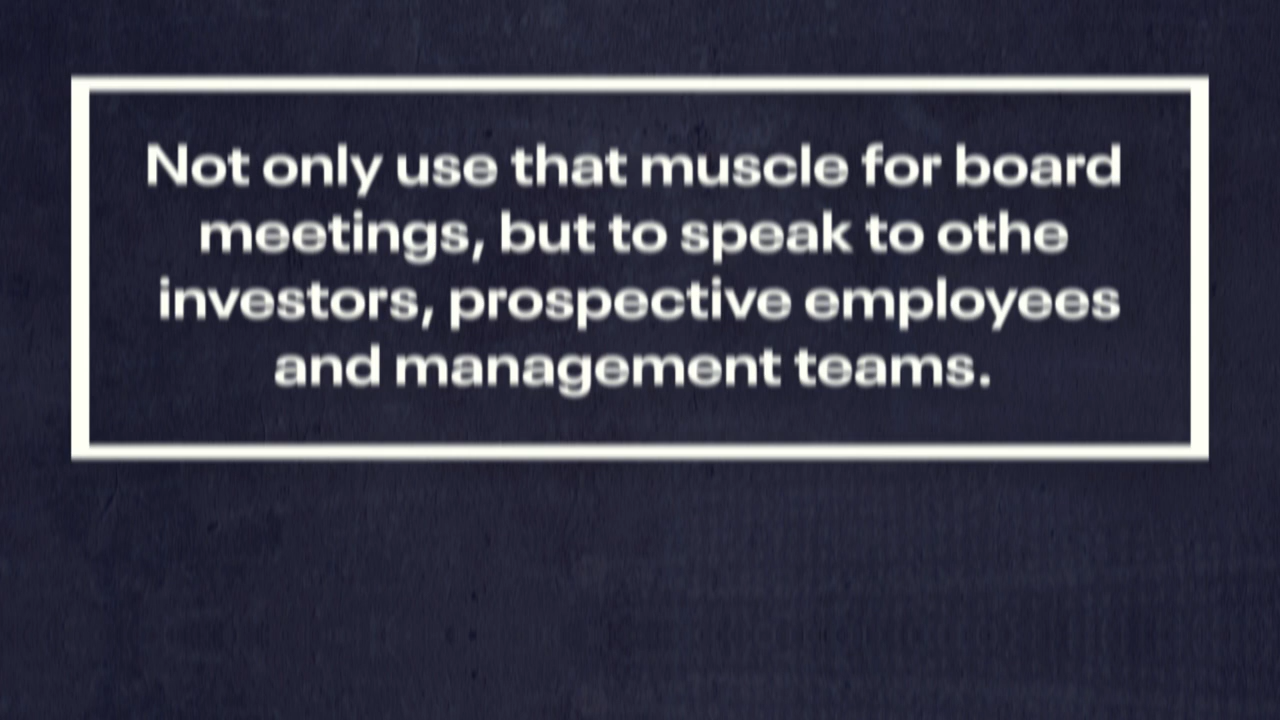 Not only use that muscle for board
meetings, but to speak to othe
investors, prospective employees
and management teams.